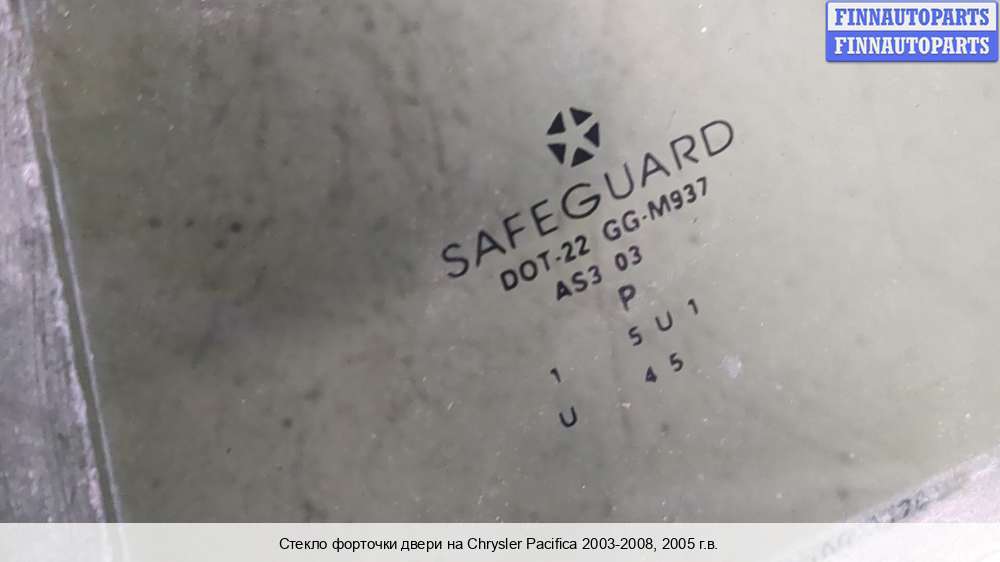 FINNAUTOPARTS
FINNAUTOPARTS
SAFEGUARD
DOT-22 GG-M937
AS3 03
P
5 U 1
1 4 5
U
Стекло форточки двери на Chrysler Pacifica 2003-2008, 2005 г.в.